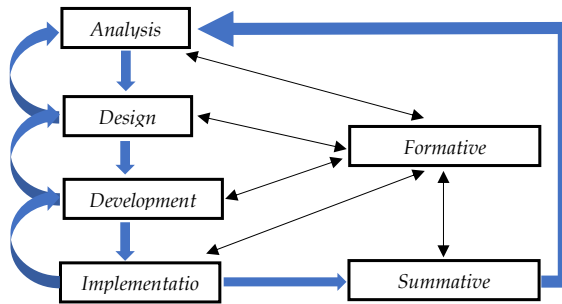 Analysis
Design
Formative
Development
Implementatio
Summative